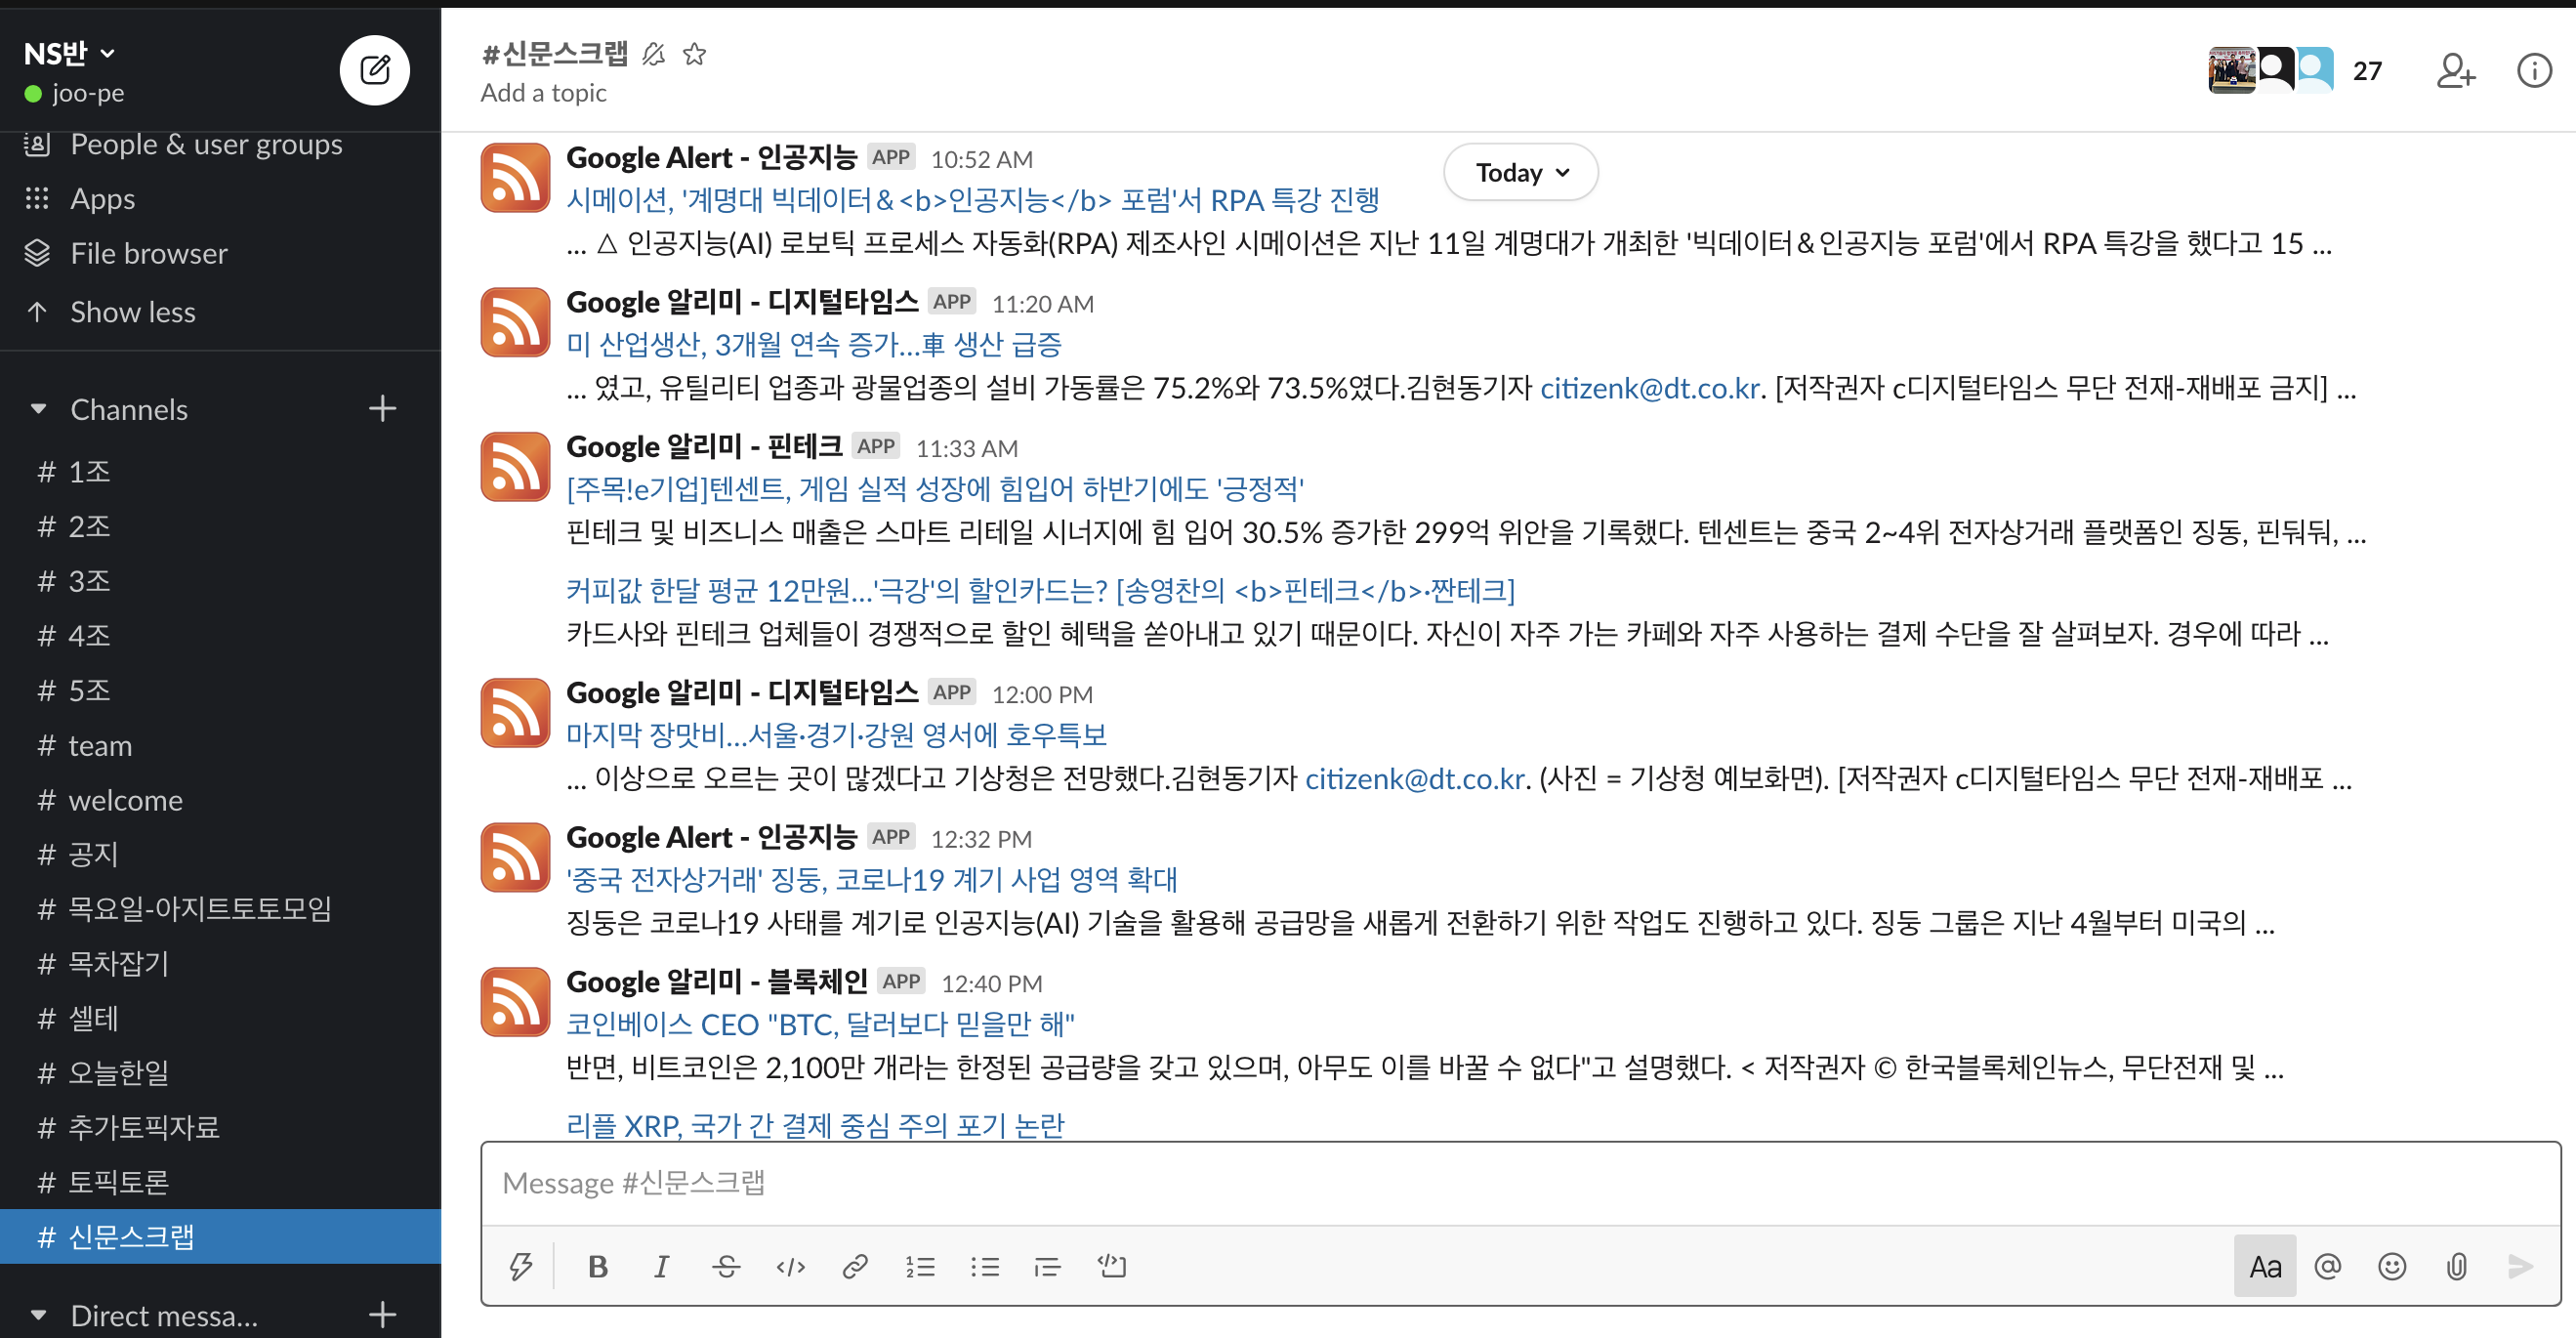 NS반
joo-pe
People & user groups
Apps
File browser
Show less
Channels
# 1조
# 2조
# 3조
# 4조
# 5조
# team
# welcome
# 공지
# 목요일-아지트토토모임
# 목차잡기
# 셀테
# 오늘한일
# 추가토픽자료
# 토픽토론
# 신문스크랩
Direct messa...
#신문스크랩
Add a topic
27
Today
Google Alert - 인공지능 APP 10:52 AM
시메이션, '계명대 빅데이터&<b>인공지능</b> 포럼'서 RPA 특강 진행
... △ 인공지능(AI) 로보틱 프로세스 자동화(RPA) 제조사인 시메이션은 지난 11일 계명대가 개최한 '빅데이터&인공지능 포럼'에서 RPA 특강을 했다고 15 ...
Google 알리미 - 디지털타임스 APP 11:20 AM
미 산업생산, 3개월 연속 증가…車 생산 급증
... 였고, 유틸리티 업종과 광물업종의 설비 가동률은 75.2%와 73.5%였다.김현동기자 citizenk@dt.co.kr. [저작권자 c디지털타임스 무단 전재-재배포 금지] ...
Google 알리미 - 핀테크 APP 11:33 AM
[주목!e기업]텐센트, 게임 실적 성장에 힘입어 하반기에도 '긍정적'
핀테크 및 비즈니스 매출은 스마트 리테일 시너지에 힘 입어 30.5% 증가한 299억 위안을 기록했다. 텐센트는 중국 2~4위 전자상거래 플랫폼인 징동, 핀둬둬, ...
커피값 한달 평균 12만원…'극강'의 할인카드는? [송영찬의 <b>핀테크</b>·짠테크]
카드사와 핀테크 업체들이 경쟁적으로 할인 혜택을 쏟아내고 있기 때문이다. 자신이 자주 가는 카페와 자주 사용하는 결제 수단을 잘 살펴보자. 경우에 따라 ...
Google 알리미 - 디지털타임스 APP 12:00 PM
마지막 장맛비…서울·경기·강원 영서에 호우특보
... 이상으로 오르는 곳이 많겠다고 기상청은 전망했다.김현동기자 citizenk@dt.co.kr. (사진 = 기상청 예보화면). [저작권자 c디지털타임스 무단 전재-재배포 ...
Google Alert - 인공지능 APP 12:32 PM
'중국 전자상거래' 징둥, 코로나19 계기 사업 영역 확대
징둥은 코로나19 사태를 계기로 인공지능(AI) 기술을 활용해 공급망을 새롭게 전환하기 위한 작업도 진행하고 있다. 징둥 그룹은 지난 4월부터 미국의 ...
Google 알리미 - 블록체인 APP 12:40 PM
코인베이스 CEO "BTC, 달러보다 믿을만 해"
반면, 비트코인은 2,100만 개라는 한정된 공급량을 갖고 있으며, 아무도 이를 바꿀 수 없다"고 설명했다. < 저작권자 © 한국블록체인뉴스, 무단전재 및 ...
리플 XRP, 국가 간 결제 중심 주의 포기 논란
Message #신문스크랩
B I S </> Aa @